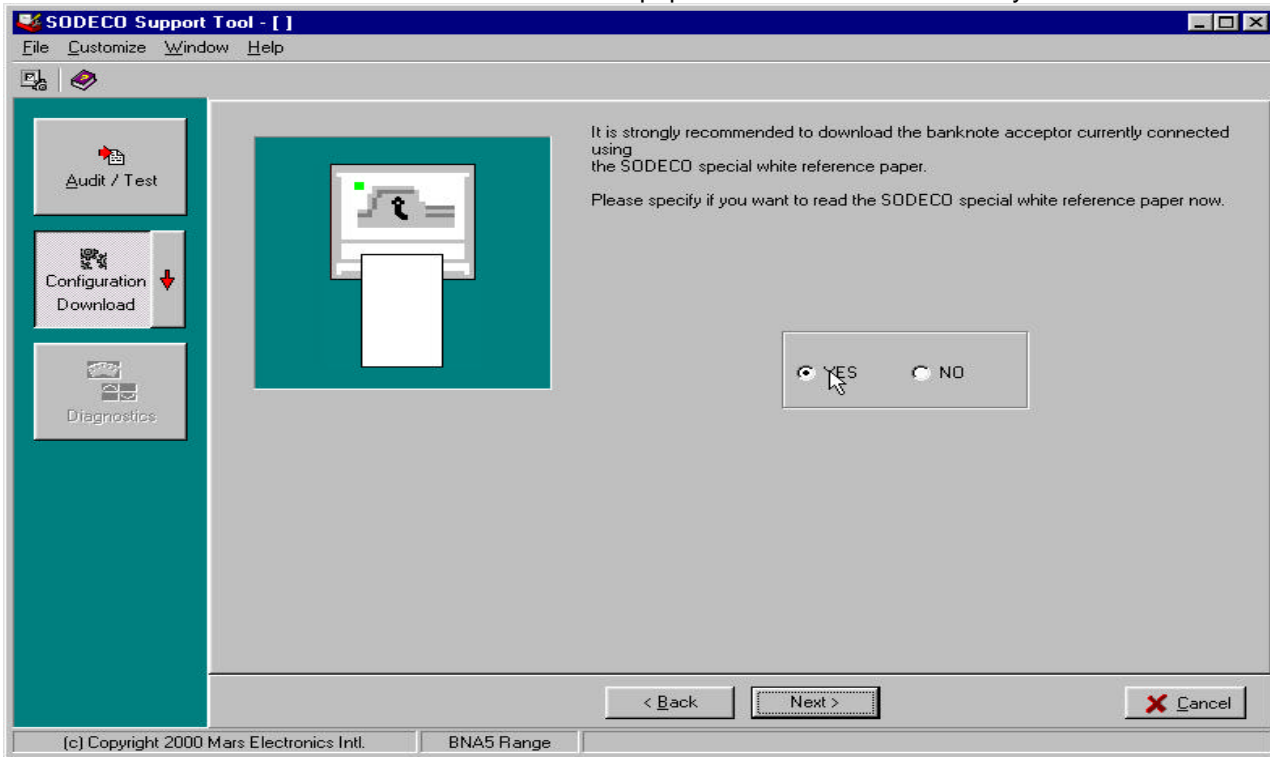 SODECO Support Tool - [ ]
File Customize Window Help
It is strongly recommended to download the banknote acceptor currently connected
using
the SODECO special white reference paper.
Please specify if you want to read the SODECO special white reference paper now.
Audit / Test
Configuration
Download
Diagnostics
YES NO
< Back Next > Cancel
(c) Copyright 2000 Mars Electronics Intl. BNA5 Range